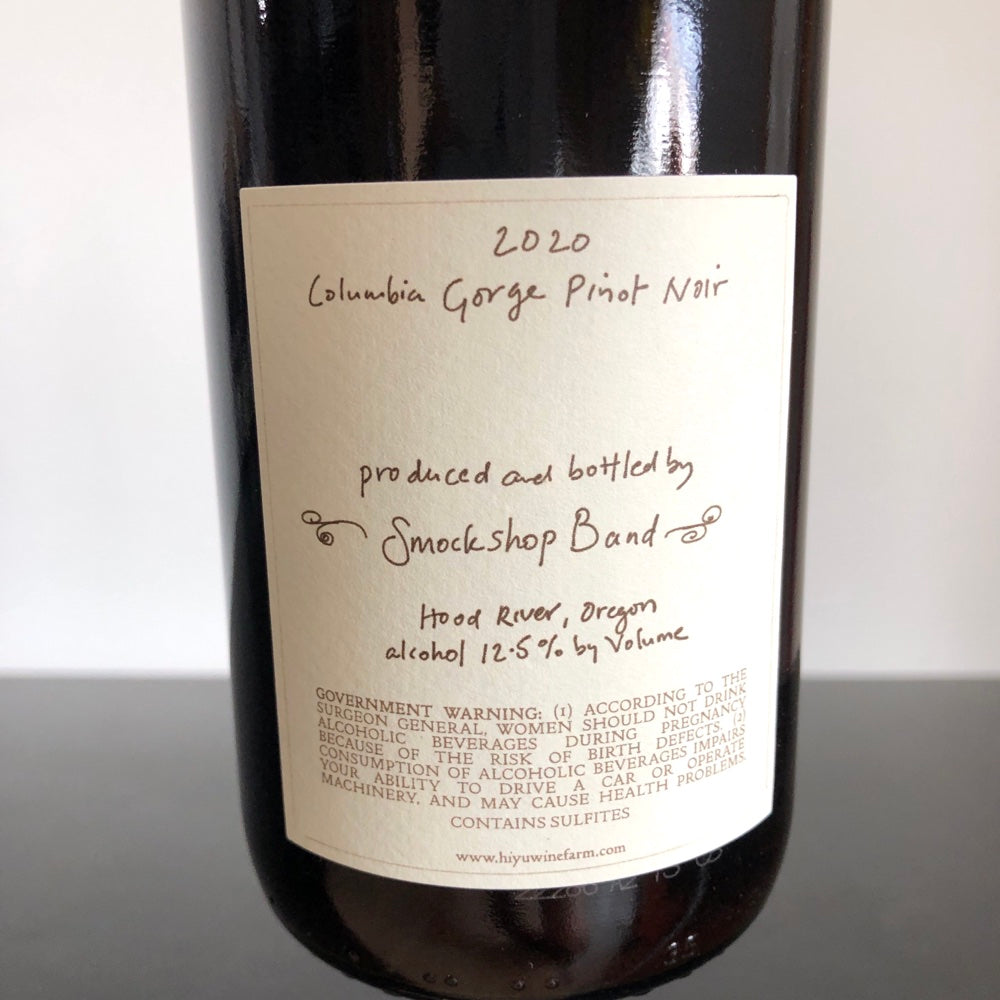 2020
Columbia Gorge Pinot Noir
produced and bottled by
Smockshop Band
Hood River, Oregon
alcohol 12.5% by Volume
GOVERNMENT WARNING: (1) ACCORDING TO THE
SURGEON GENERAL, WOMEN SHOULD NOT DRINK
ALCOHOLIC BEVERAGES DURING PREGNANCY
BECAUSE OF THE RISK OF BIRTH DEFECTS. (2)
CONSUMPTION OF ALCOHOLIC BEVERAGES IMPAIRS
YOUR ABILITY TO DRIVE A CAR OR OPERATE
MACHINERY, AND MAY CAUSE HEALTH PROBLEMS.
CONTAINS SULFITES
www.hiyuwinefarm.com